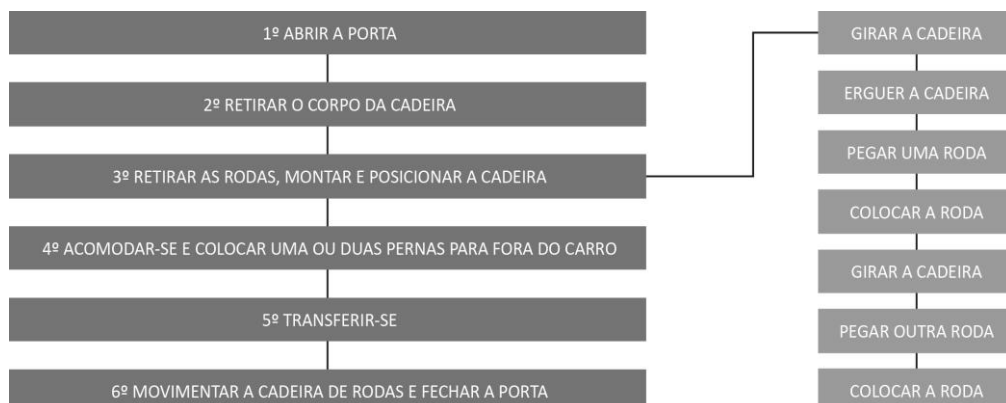 1º ABRIR A PORTA
2º RETIRAR O CORPO DA CADEIRA
3º RETIRAR AS RODAS, MONTAR E POSICIONAR A CADEIRA
4º ACOMODAR-SE E COLOCAR UMA OU DUAS PERNAS PARA FORA DO CARRO
5º TRANSFERIR-SE
6º MOVIMENTAR A CADEIRA DE RODAS E FECHAR A PORTA
GIRAR A CADEIRA
ERGUER A CADEIRA
PEGAR UMA RODA
COLOCAR A RODA
GIRAR A CADEIRA
PEGAR OUTRA RODA
COLOCAR A RODA